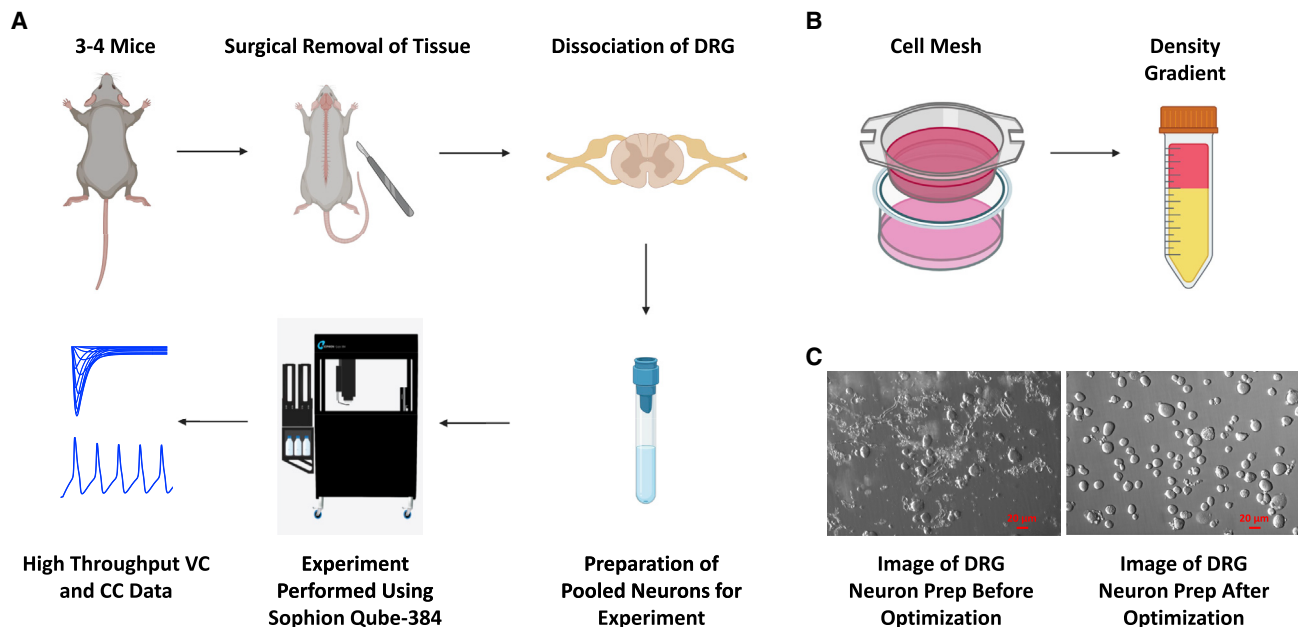 A
3-4 Mice
Surgical Removal of Tissue
Dissociation of DRG
High Throughput VC
and CC Data
Experiment
Performed Using
Sophion Qube-384
Preparation of
Pooled Neurons for
Experiment
B
Cell Mesh
Density
Gradient
C
20 µm
20 µm
Image of DRG
Neuron Prep Before
Optimization
Image of DRG
Neuron Prep After
Optimization